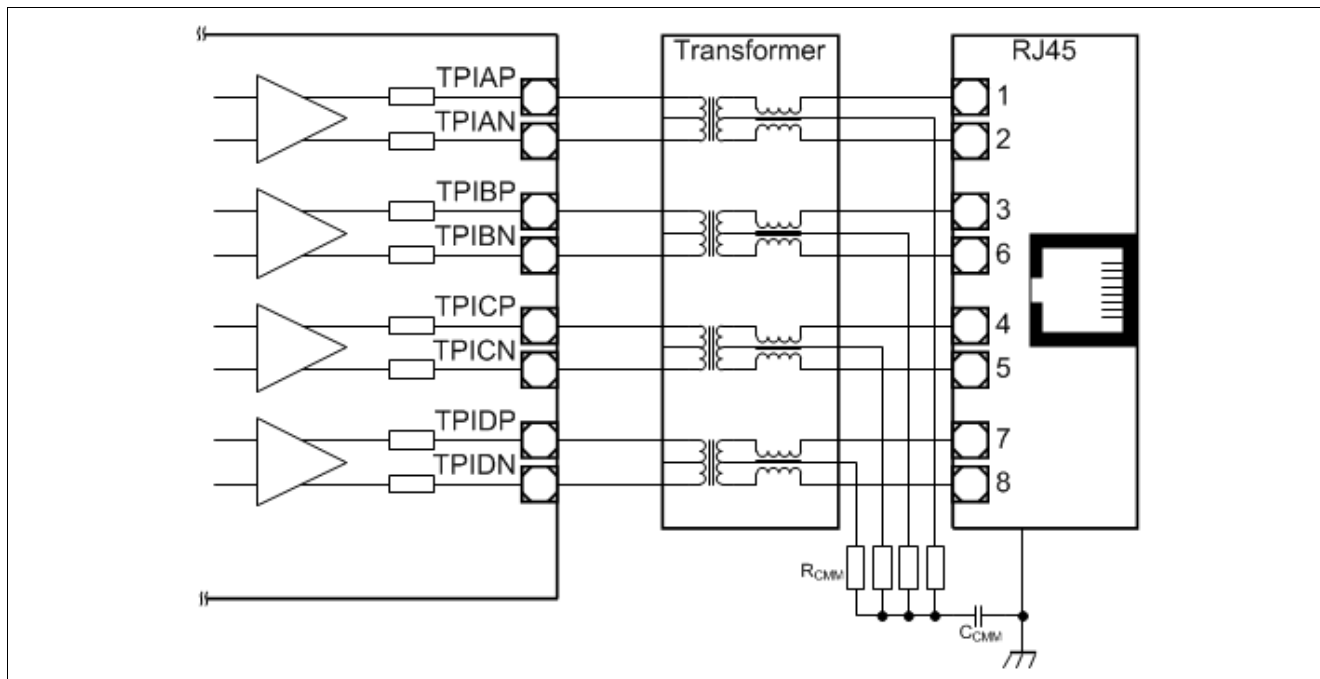 Transformer
RJ45
TPIAP
1
TPIAN
2
TPIBP
3
TPIBN
6
TPICP
4
TPICN
5
TPIDP
7
TPIDN
8
RCMM
CCMM